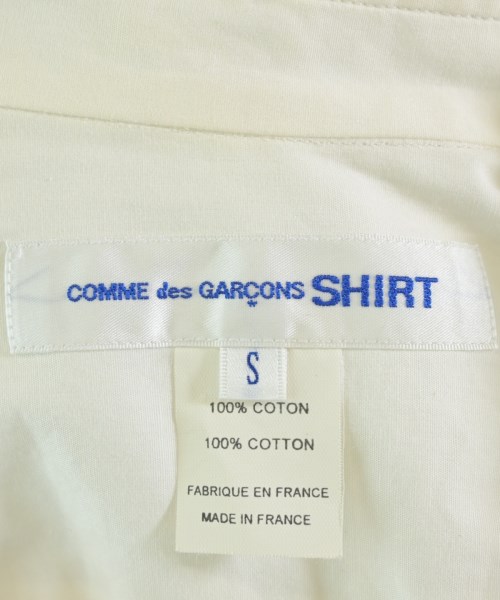 COMME des GARÇONS SHIRT
S
100% COTON
100% COTTON
FABRIQUE EN FRANCE
MADE IN FRANCE